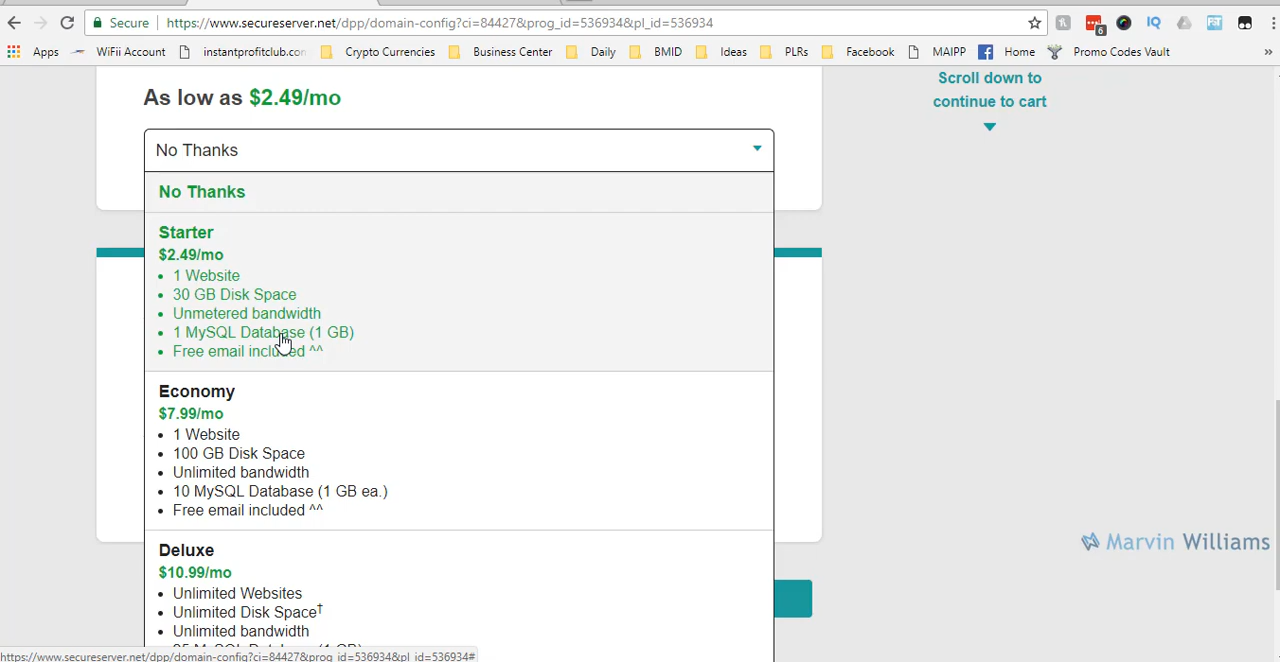 Secure https://www.secureserver.net/dpp/domain-config?ci=84427&prog_id=536934&pl_id=536934
6 IQ
Apps WiFii Account instantprofitclub.con Crypto Currencies Business Center Daily BMID Ideas PLRs Facebook MAIPP Home Promo Codes Vault »
Scroll down to
continue to cart
As low as $2.49/mo
No Thanks
No Thanks
Starter
$2.49/mo
• 1 Website
• 30 GB Disk Space
• Unmetered bandwidth
• 1 MySQL Database (1 GB)
• Free email included ^^
Economy
$7.99/mo
• 1 Website
• 100 GB Disk Space
• Unlimited bandwidth
• 10 MySQL Database (1 GB ea.)
• Free email included ^^
Marvin Williams
Deluxe
$10.99/mo
• Unlimited Websites
• Unlimited Disk Space†
• Unlimited bandwidth
https://www.secureserver.net/dpp/domain-config?ci=84427&prog_id=536934&pl_id=536934#